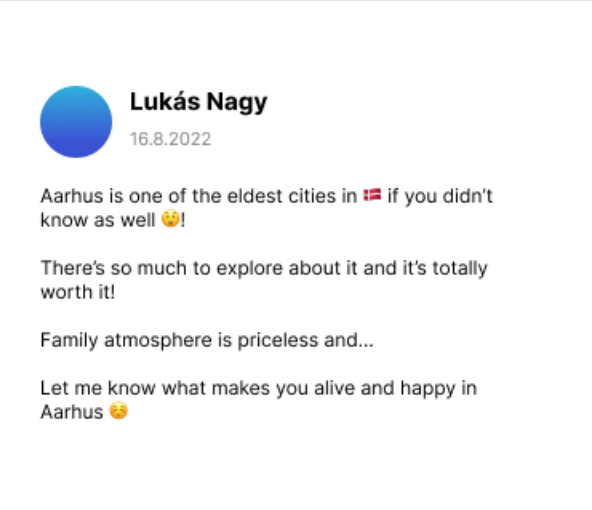 Lukás Nagy
16.8.2022
Aarhus is one of the eldest cities in 🇩🇰 if you didn't
know as well 😲!
There’s so much to explore about it and it’s totally
worth it!
Family atmosphere is priceless and...
Let me know what makes you alive and happy in
Aarhus ☺️